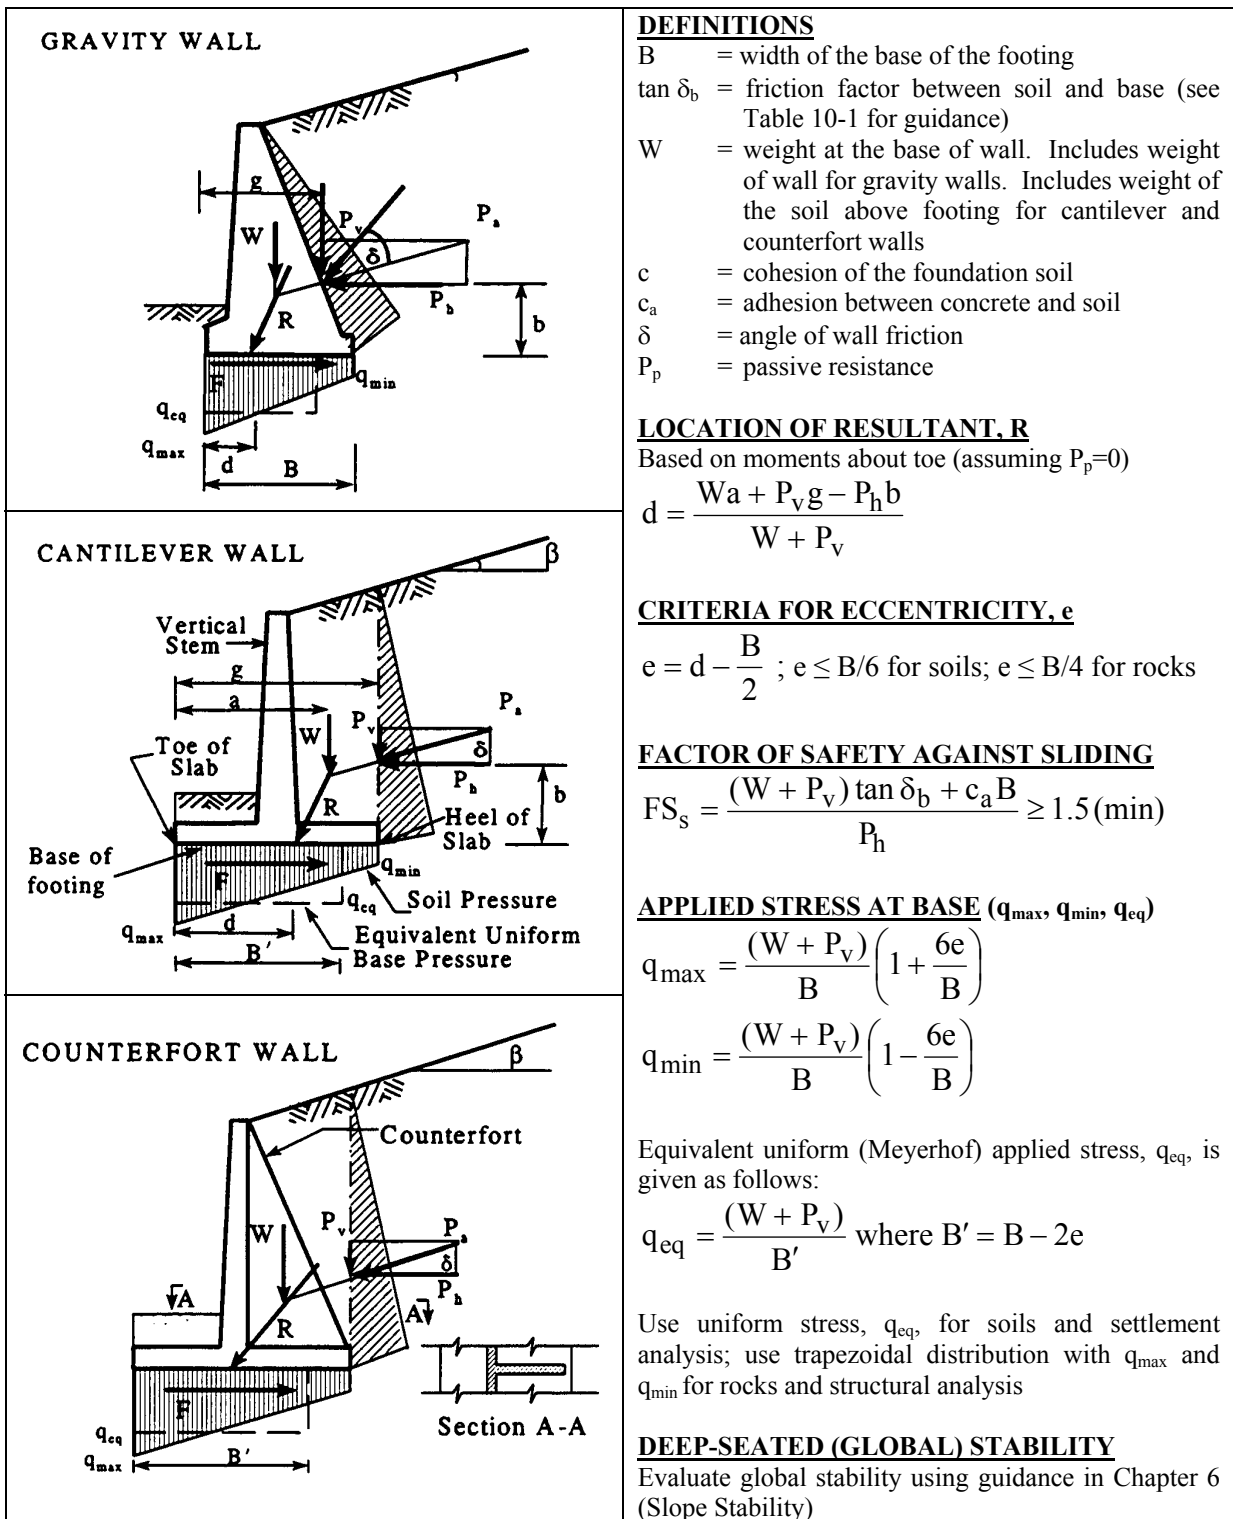 GRAVITY WALL
g
P_v
P_a
W
δ
P_h
R
b
F
q_min
q_eq
q_max
d
B
CANTILEVER WALL
β
Vertical
Stem
g
a
P_a
P_v
W
δ
Toe of
Slab
P_h
b
R
Heel of
Slab
Base of
footing
q_min
F
Soil Pressure
q_eq
q_max
d
Equivalent Uniform
Base Pressure
B′
COUNTERFORT WALL
β
Counterfort
P_v
P_a
W
δ
P_h
A
A
R
F
Section A-A
q_eq
q_max
B′
DEFINITIONS
B = width of the base of the footing
tan δ_b = friction factor between soil and base (see
Table 10-1 for guidance)
W = weight at the base of wall. Includes weight
of wall for gravity walls. Includes weight of
the soil above footing for cantilever and
counterfort walls
c = cohesion of the foundation soil
c_a = adhesion between concrete and soil
δ = angle of wall friction
P_p = passive resistance
LOCATION OF RESULTANT, R
Based on moments about toe (assuming P_p=0)
d = (Wa + P_v g − P_h b) / (W + P_v)
CRITERIA FOR ECCENTRICITY, e
e = d − B/2 ; e ≤ B/6 for soils; e ≤ B/4 for rocks
FACTOR OF SAFETY AGAINST SLIDING
FS_s = ((W + P_v) tan δ_b + c_a B) / P_h ≥ 1.5 (min)
APPLIED STRESS AT BASE (q_max, q_min, q_eq)
q_max = (W + P_v)/B (1 + 6e/B)
q_min = (W + P_v)/B (1 − 6e/B)
Equivalent uniform (Meyerhof) applied stress, q_eq, is
given as follows:
q_eq = (W + P_v)/B′ where B′ = B − 2e
Use uniform stress, q_eq, for soils and settlement
analysis; use trapezoidal distribution with q_max and
q_min for rocks and structural analysis
DEEP-SEATED (GLOBAL) STABILITY
Evaluate global stability using guidance in Chapter 6
(Slope Stability)